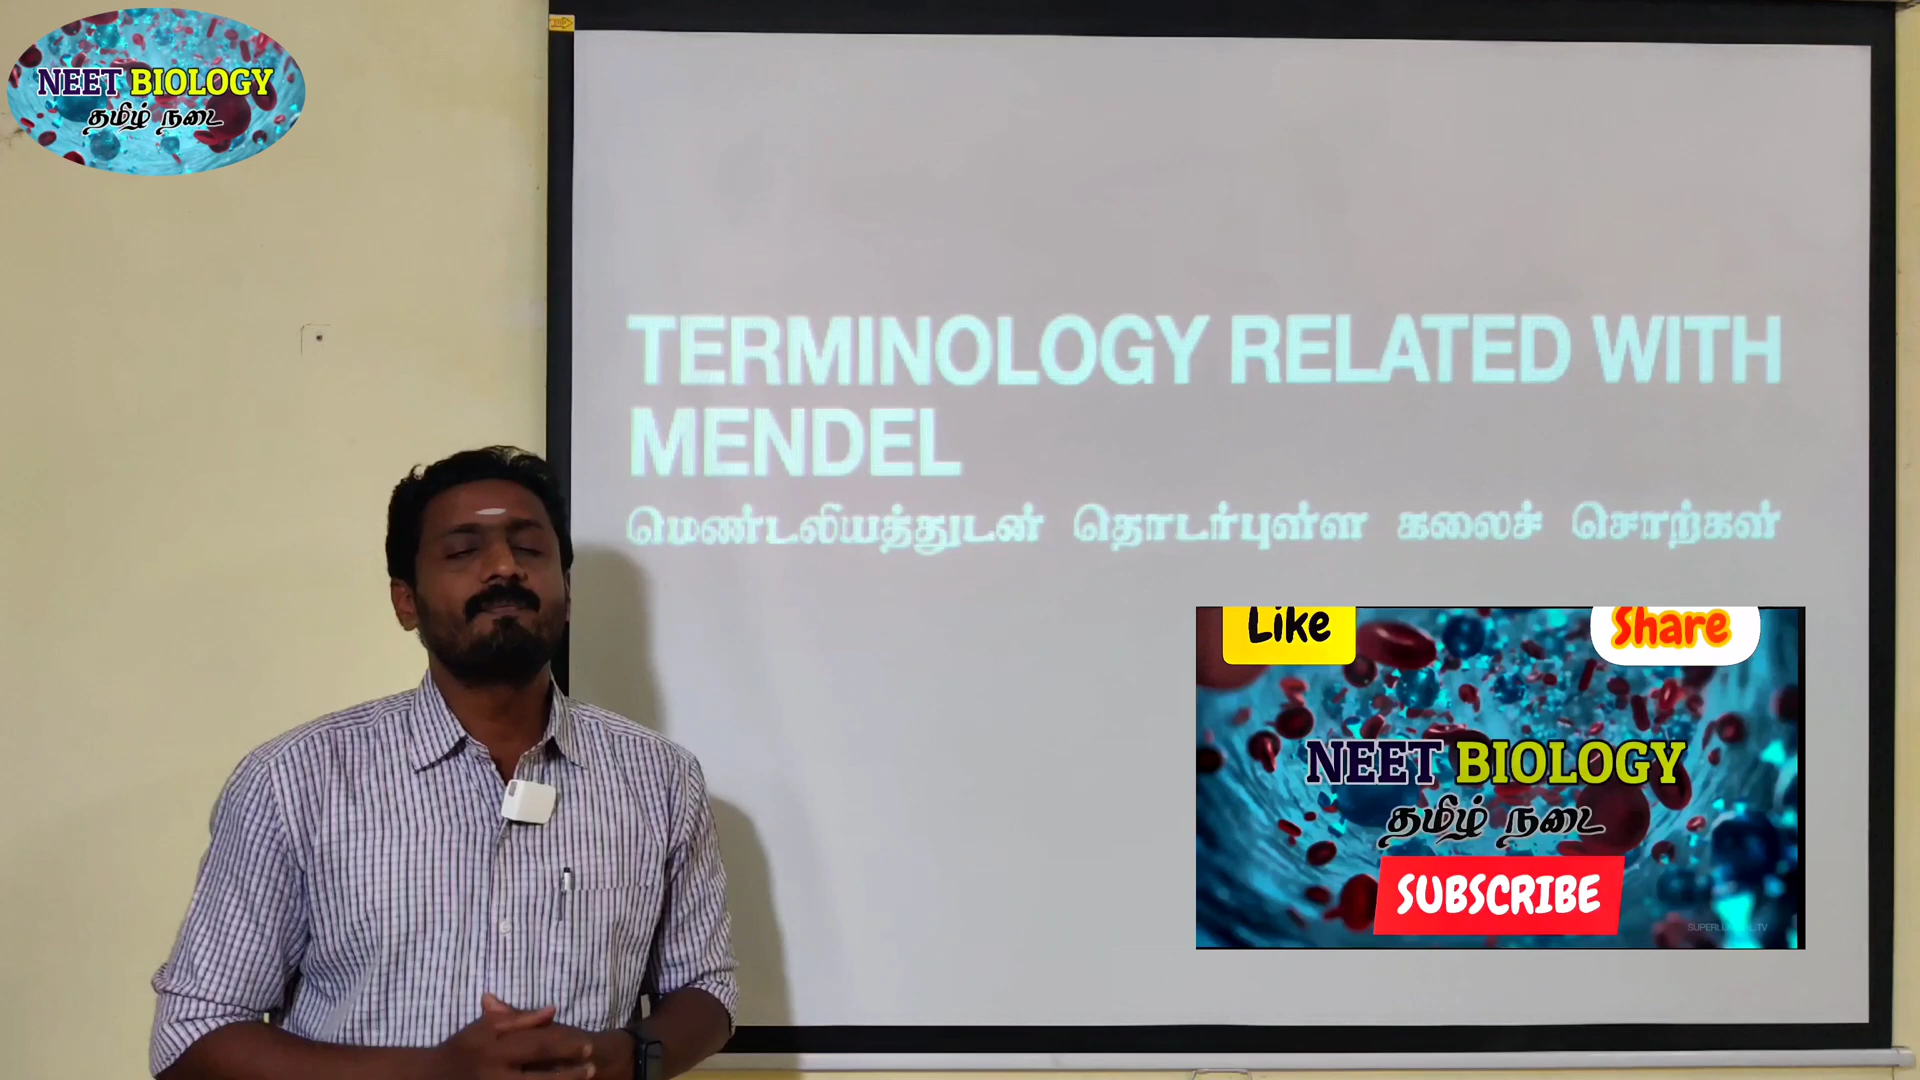 NEET BIOLOGY
தமிழ் நடை
TERMINOLOGY RELATED WITH
MENDEL
மெண்டலியத்துடன் தொடர்புள்ள கலைச் சொற்கள்
Like
Share
NEET BIOLOGY
தமிழ் நடை
SUBSCRIBE